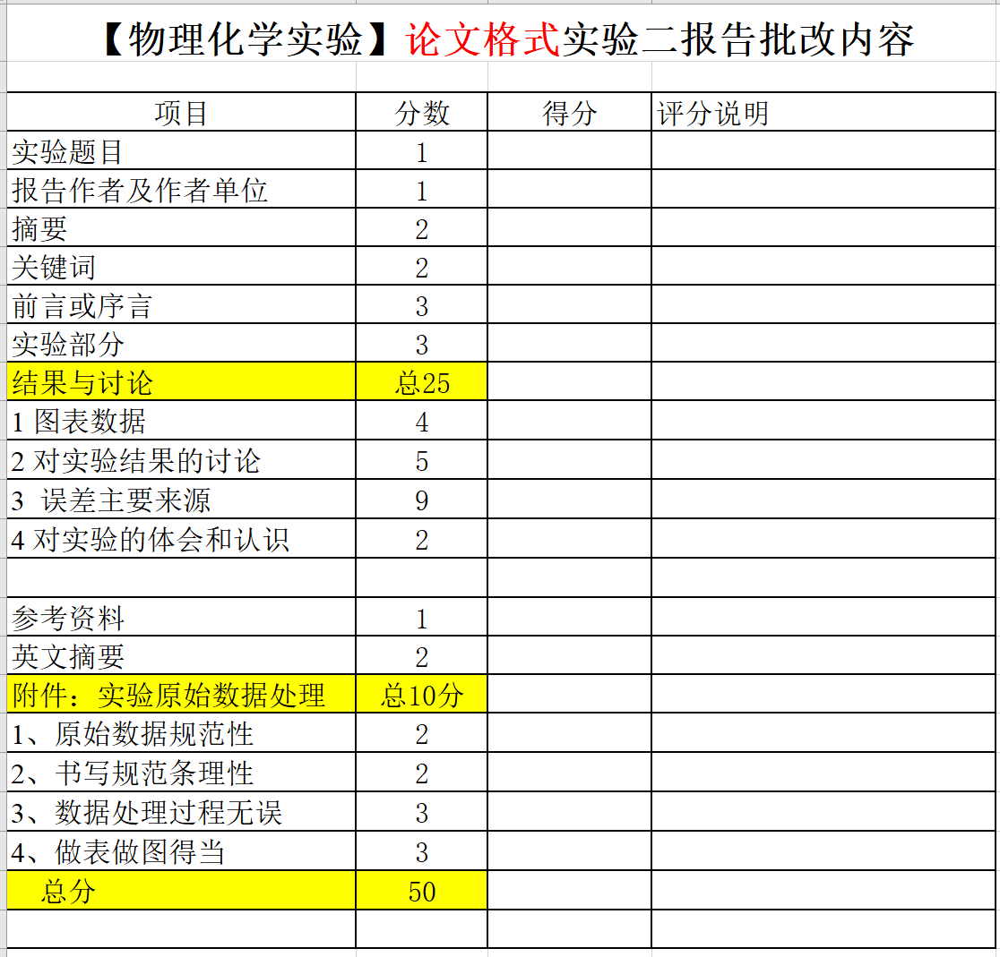 【物理化学实验】论文格式实验二报告批改内容
项目 分数 得分 评分说明
实验题目 1
报告作者及作者单位 1
摘要 2
关键词 2
前言或序言 3
实验部分 3
结果与讨论 总25
1 图表数据 4
2 对实验结果的讨论 5
3 误差主要来源 9
4 对实验的体会和认识 2
参考资料 1
英文摘要 2
附件：实验原始数据处理 总10分
1、原始数据规范性 2
2、书写规范条理性 2
3、数据处理过程无误 3
4、做表做图得当 3
总分 50